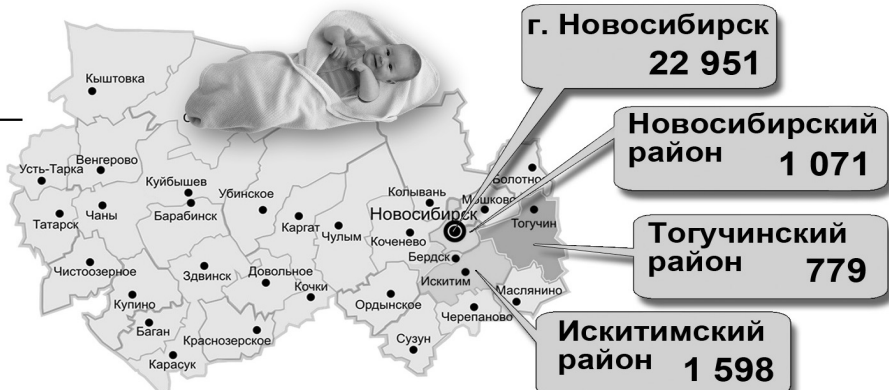 г. Новосибирск
22 951
Новосибирский
район 1 071
Тогучинский
район 779
Искитимский
район 1 598
Кыштовка
Усть-Тарка
Венгерово
Татарск
Чаны
Куйбышев
Барабинск
Убинское
Каргат
Чулым
Колывань
Новосибирск
Коченево
Мошково
Болотное
Тогучин
Бердск
Искитим
Маслянино
Черепаново
Сузун
Ордынское
Чистоозерное
Купино
Баган
Карасук
Здвинск
Довольное
Кочки
Краснозерское